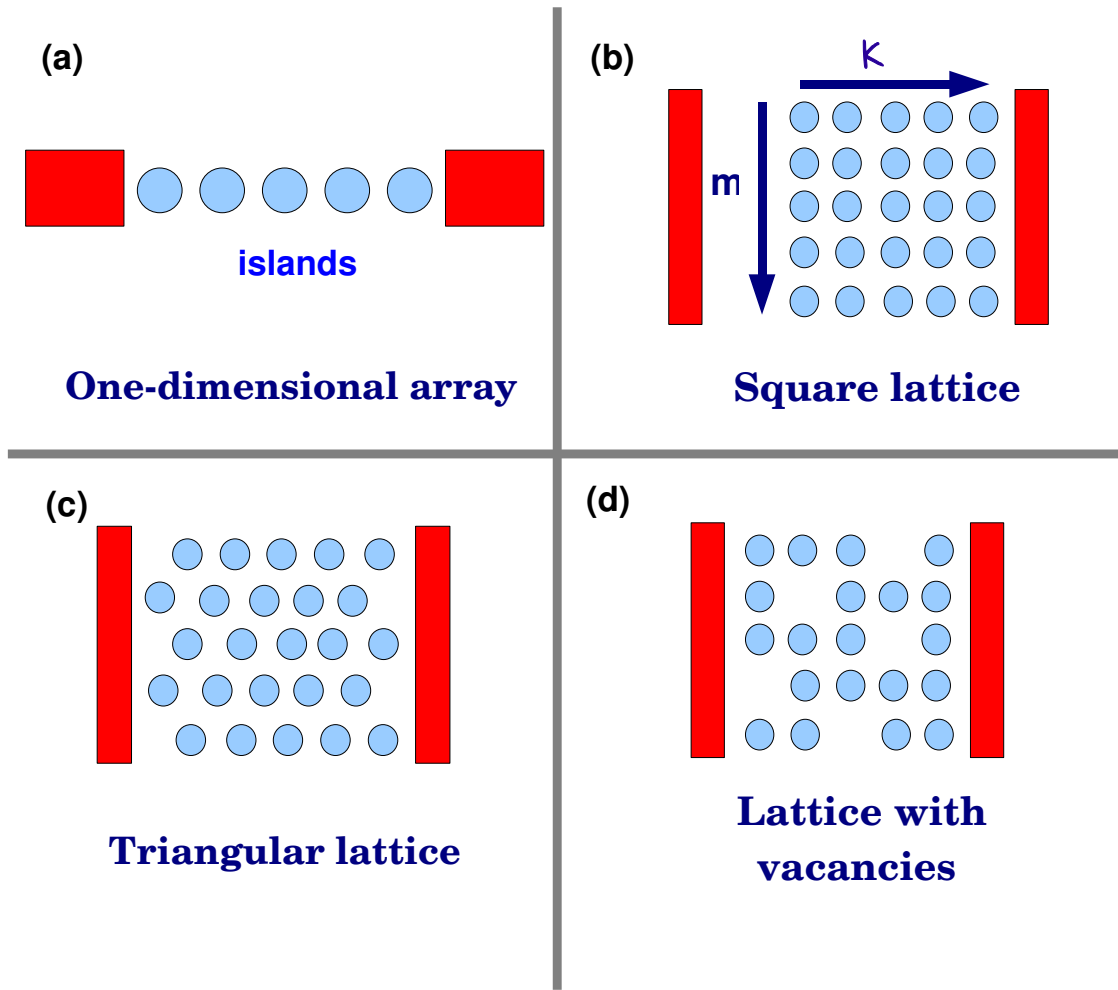 (a)
islands
One-dimensional array
(b)
K
m
Square lattice
(c)
Triangular lattice
(d)
Lattice with
vacancies